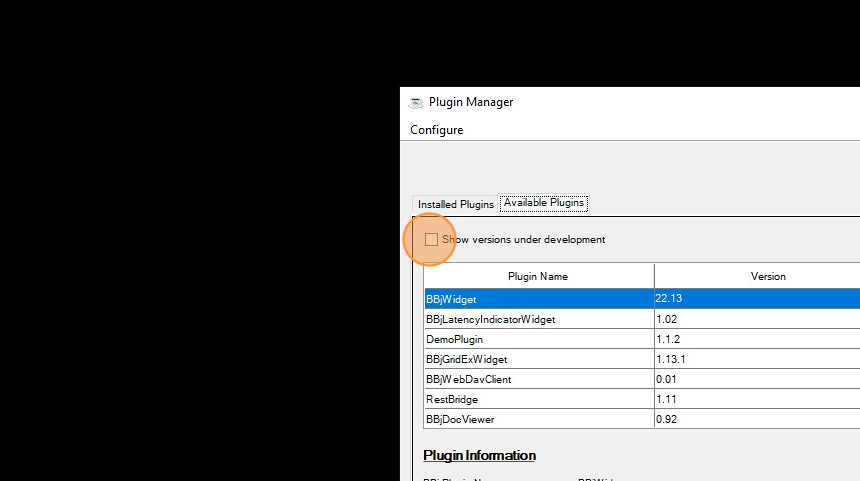 Plugin Manager
Configure
Installed Plugins Available Plugins
Show versions under development
Plugin Name Version
BBjWidget 22.13
BBjLatencyIndicatorWidget 1.02
DemoPlugin 1.1.2
BBjGridExWidget 1.13.1
BBjWebDavClient 0.01
RestBridge 1.11
BBjDocViewer 0.92
Plugin Information